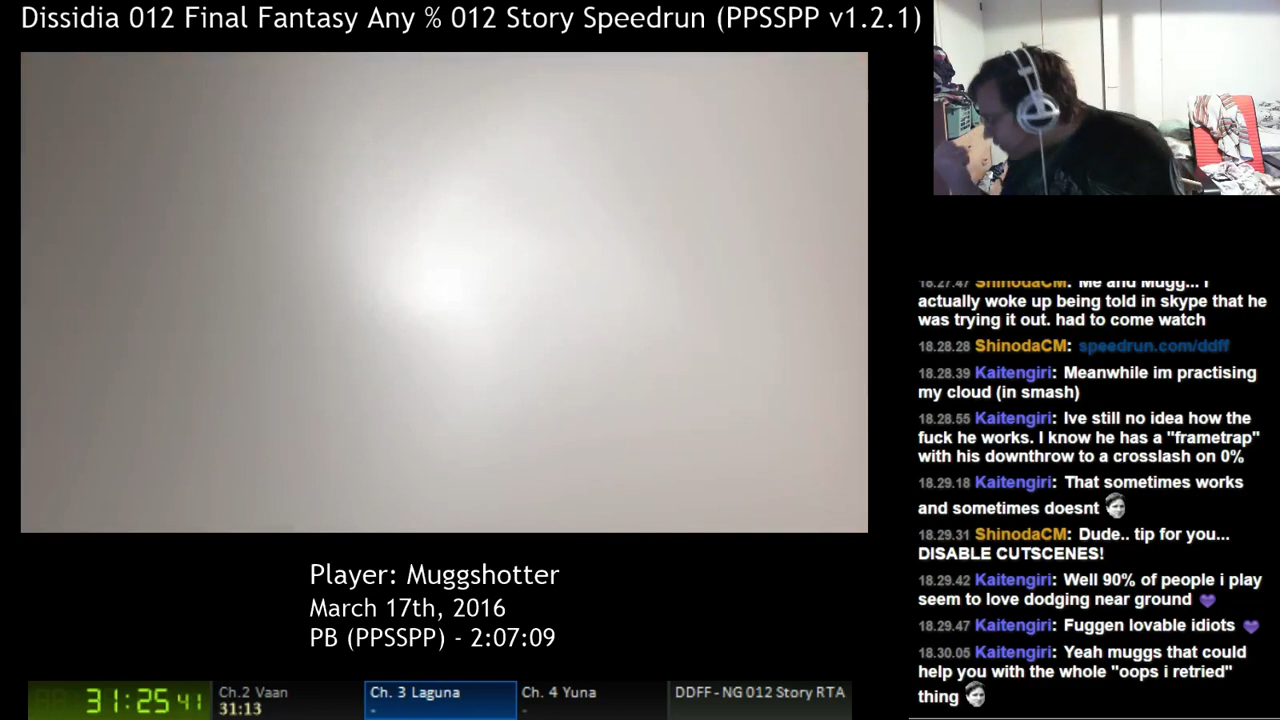 Dissidia 012 Final Fantasy Any % 012 Story Speedrun (PPSSPP v1.2.1)
18.27.47 ShinodaCM: Me and Mugg... I
actually woke up being told in skype that he
was trying it out. had to come watch
18.28.28 ShinodaCM: speedrun.com/ddff
18.28.39 Kaitengiri: Meanwhile im practising
my cloud (in smash)
18.28.55 Kaitengiri: Ive still no idea how the
fuck he works. I know he has a "frametrap"
with his downthrow to a crosslash on 0%
18.29.18 Kaitengiri: That sometimes works
and sometimes doesnt
18.29.31 ShinodaCM: Dude.. tip for you...
DISABLE CUTSCENES!
18.29.42 Kaitengiri: Well 90% of people i play
seem to love dodging near ground
18.29.47 Kaitengiri: Fuggen lovable idiots
18.30.05 Kaitengiri: Yeah muggs that could
help you with the whole "oops i retried"
thing
Player: Muggshotter
March 17th, 2016
PB (PPSSPP) - 2:07:09
31:25 41
Ch.2 Vaan
31:13
Ch. 3 Laguna
-
Ch. 4 Yuna
-
DDFF - NG 012 Story RTA